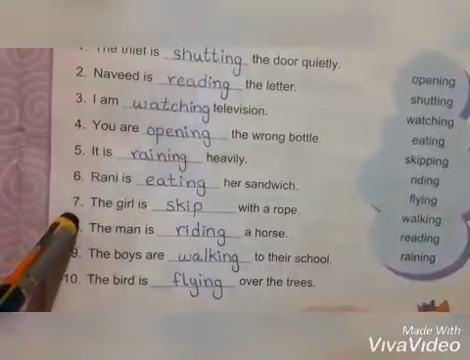 1. The thief is shutting the door quietly.
2. Naveed is reading the letter.
3. I am watching television.
4. You are opening the wrong bottle.
5. It is raining heavily.
6. Rani is eating her sandwich.
7. The girl is skip with a rope
. The man is riding a horse.
9. The boys are walking to their school.
10. The bird is flying over the trees.
opening
shutting
watching
eating
skipping
riding
flying
walking
reading
raining
Made With
VivaVideo